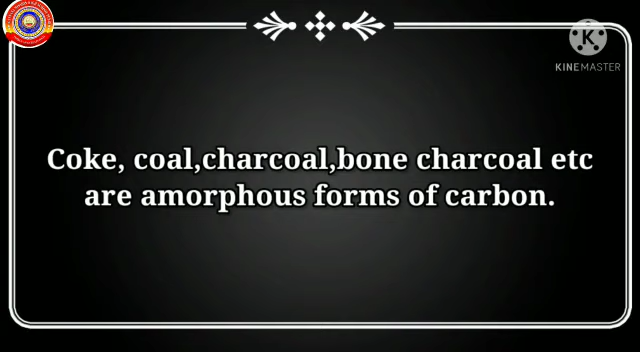 KINEMASTER
Coke, coal,charcoal,bone charcoal etc
are amorphous forms of carbon.